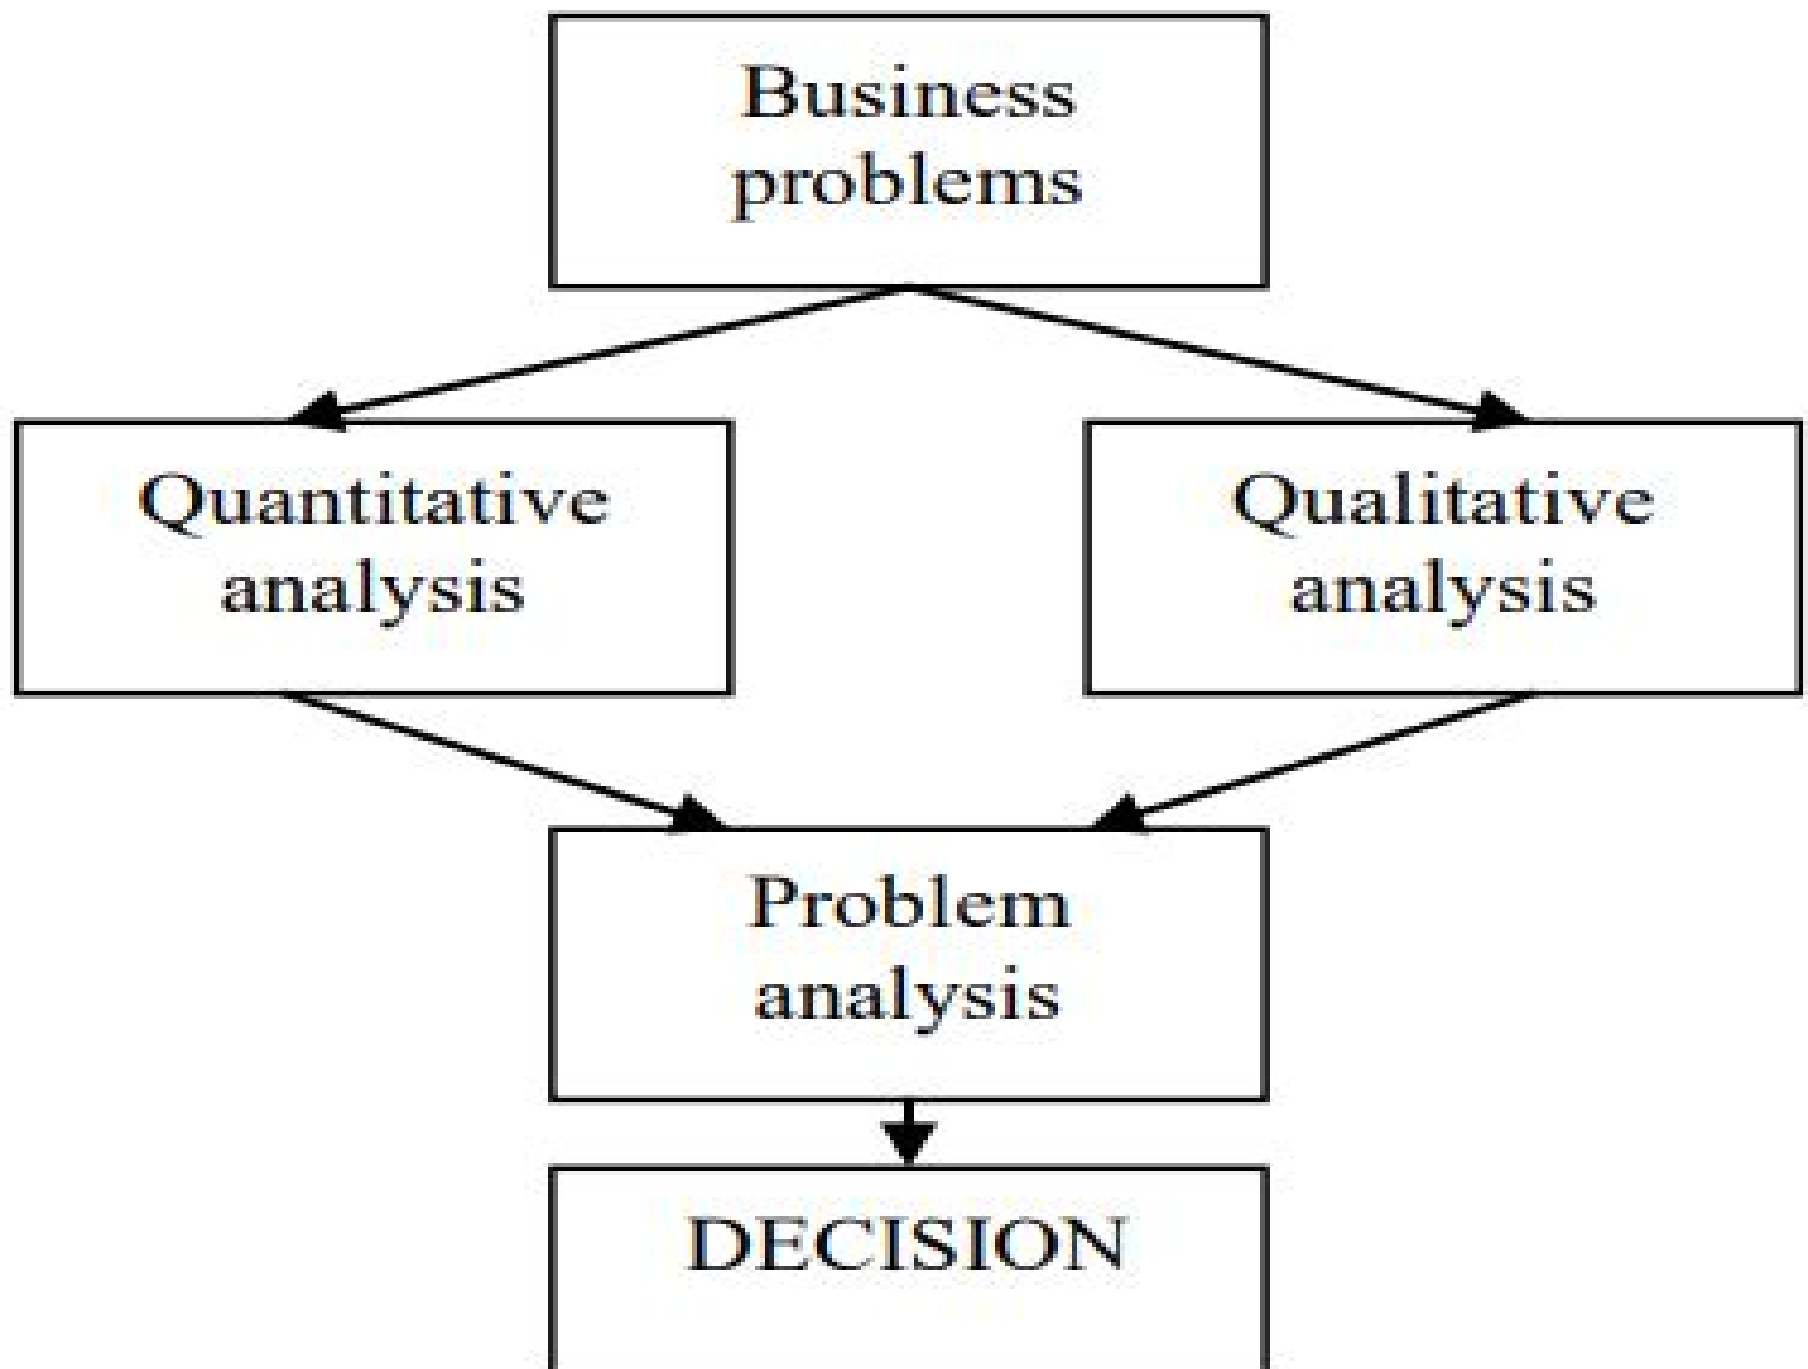 Business
problems
Quantitative
analysis
Qualitative
analysis
Problem
analysis
DECISION